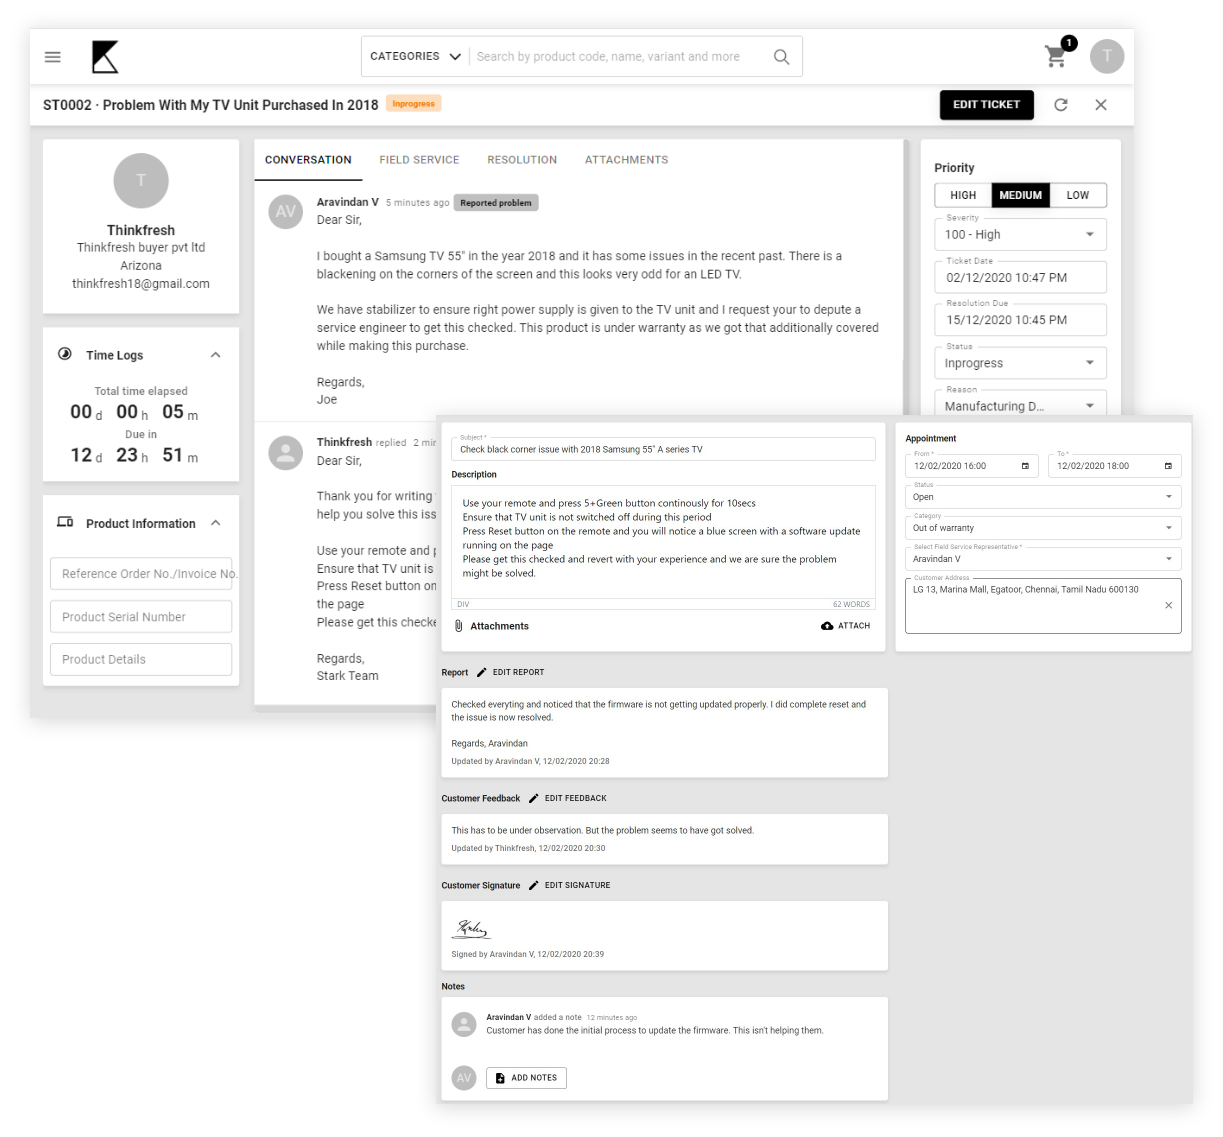 CATEGORIES
Search by product code, name, variant and more
1
T
ST0002 · Problem With My TV Unit Purchased In 2018
Inprogress
EDIT TICKET
T
Thinkfresh
Thinkfresh buyer pvt ltd
Arizona
thinkfresh18@gmail.com
Time Logs
Total time elapsed
00 d 00 h 05 m
Due in
12 d 23 h 51 m
Product Information
Reference Order No./Invoice No.
Product Serial Number
Product Details
CONVERSATION FIELD SERVICE RESOLUTION ATTACHMENTS
AV
Aravindan V 5 minutes ago Reported problem
Dear Sir,
I bought a Samsung TV 55" in the year 2018 and it has some issues in the recent past. There is a
blackening on the corners of the screen and this looks very odd for an LED TV.
We have stabilizer to ensure right power supply is given to the TV unit and I request your to depute a
service engineer to get this checked. This product is under warranty as we got that additionally covered
while making this purchase.
Regards,
Joe
Thinkfresh replied 2 mi
Dear Sir,
Thank you for writing
help you solve this iss
Use your remote and p
Ensure that TV unit is
Press Reset button on
the page
Please get this checke
Regards,
Stark Team
Priority
HIGH MEDIUM LOW
Severity
100 - High
Ticket Date
02/12/2020 10:47 PM
Resolution Due
15/12/2020 10:45 PM
Status
Inprogress
Reason
Manufacturing D...
Subject *
Check black corner issue with 2018 Samsung 55" A series TV
Description
Use your remote and press 5+Green button continously for 10secs
Ensure that TV unit is not switched off during this period
Press Reset button on the remote and you will notice a blue screen with a software update
running on the page
Please get this checked and revert with your experience and we are sure the problem
might be solved.
DIV 62 WORDS
Attachments ATTACH
Report EDIT REPORT
Checked everyting and noticed that the firmware is not getting updated properly. I did complete reset and
the issue is now resolved.
Regards, Aravindan
Updated by Aravindan V, 12/02/2020 20:28
Customer Feedback EDIT FEEDBACK
This has to be under observation. But the problem seems to have got solved.
Updated by Thinkfresh, 12/02/2020 20:30
Customer Signature EDIT SIGNATURE
Signed by Aravindan V, 12/02/2020 20:39
Notes
Aravindan V added a note 12 minutes ago
Customer has done the initial process to update the firmware. This isn't helping them.
AV
ADD NOTES
Appointment
From *
12/02/2020 16:00
To *
12/02/2020 18:00
Status
Open
Category
Out of warranty
Select Field Service Representative *
Aravindan V
Customer Address
LG 13, Marina Mall, Egatoor, Chennai, Tamil Nadu 600130